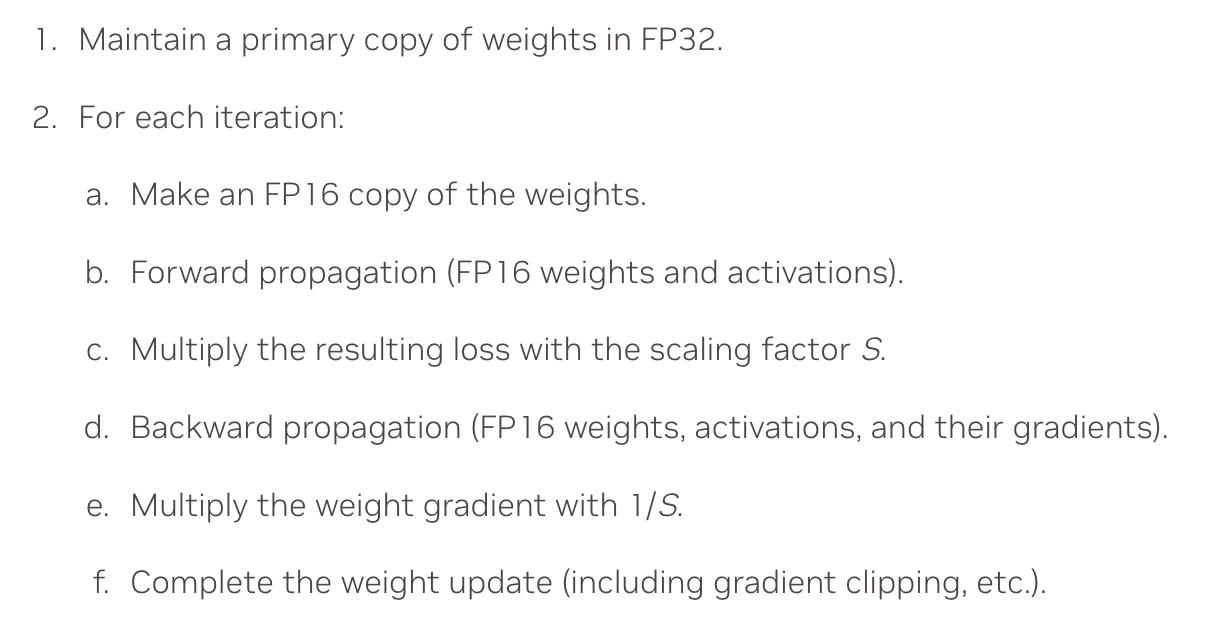 1. Maintain a primary copy of weights in FP32.
2. For each iteration:
a. Make an FP16 copy of the weights.
b. Forward propagation (FP16 weights and activations).
c. Multiply the resulting loss with the scaling factor S.
d. Backward propagation (FP16 weights, activations, and their gradients).
e. Multiply the weight gradient with 1/S.
f. Complete the weight update (including gradient clipping, etc.).